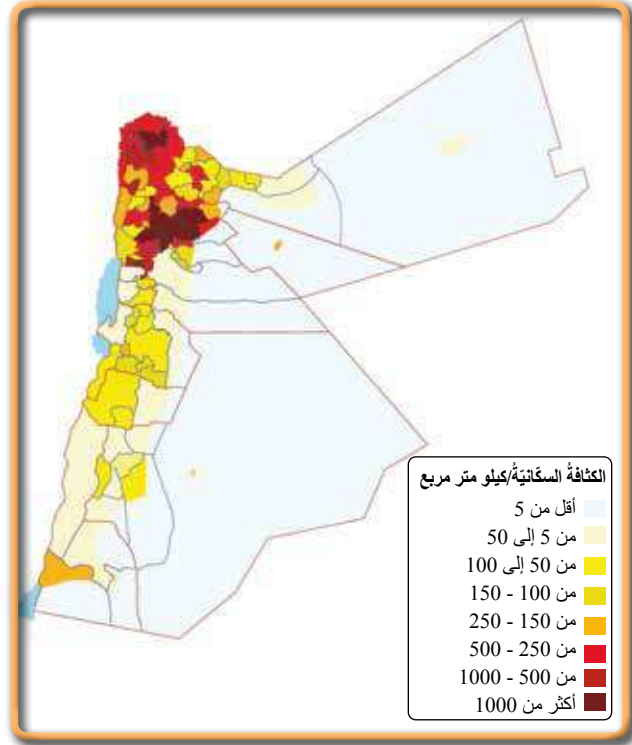 الكثافةُ السكّانيّةُ/كيلو متر مربع
أقل من 5
من 5 إلى 50
من 50 إلى 100
من 100 - 150
من 150 - 250
من 250 - 500
من 500 - 1000
أكثر من 1000